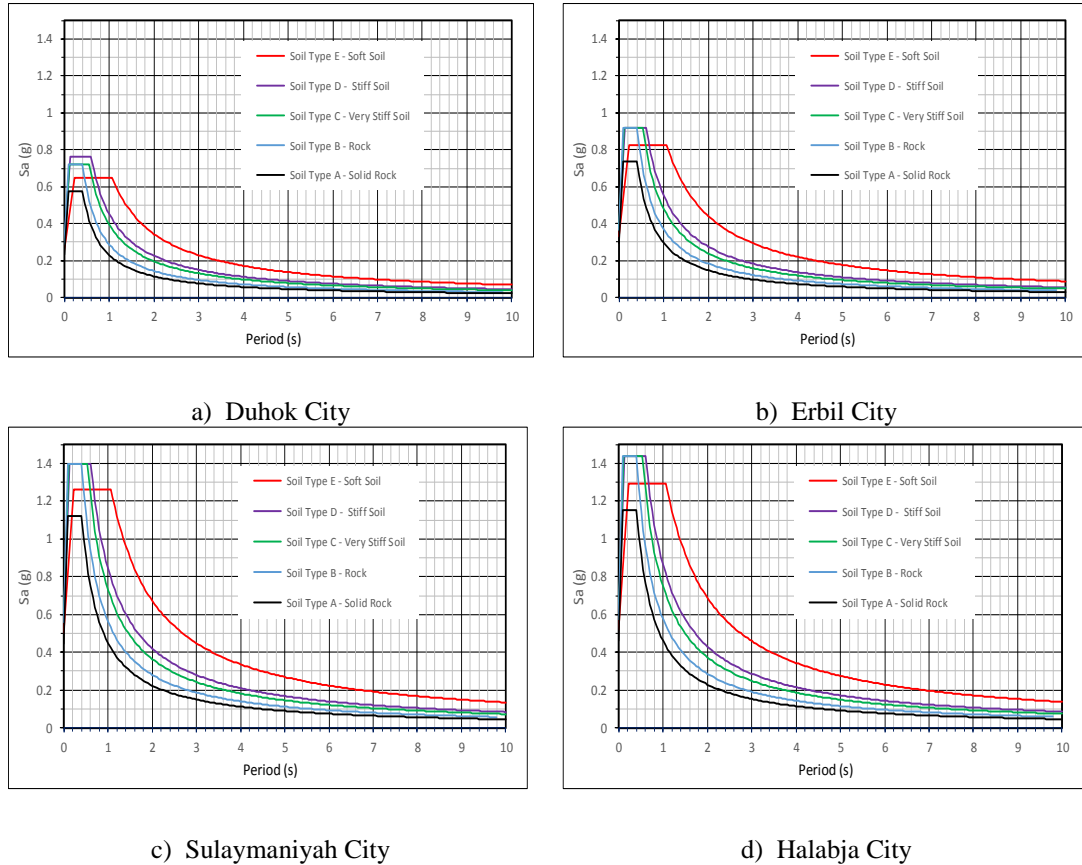 1.4
1.2
1
0.8
0.6
0.4
0.2
0
Sa (g)
Soil Type E - Soft Soil
Soil Type D - Stiff Soil
Soil Type C - Very Stiff Soil
Soil Type B - Rock
Soil Type A - Solid Rock
0 1 2 3 4 5 6 7 8 9 10
Period (s)
a) Duhok City
1.4
1.2
1
0.8
0.6
0.4
0.2
0
Sa (g)
Soil Type E - Soft Soil
Soil Type D - Stiff Soil
Soil Type C - Very Stiff Soil
Soil Type B - Rock
Soil Type A - Solid Rock
0 1 2 3 4 5 6 7 8 9 10
Period (s)
b) Erbil City
1.4
1.2
1
0.8
0.6
0.4
0.2
0
Sa (g)
Soil Type E - Soft Soil
Soil Type D - Stiff Soil
Soil Type C - Very Stiff Soil
Soil Type B - Rock
Soil Type A - Solid Rock
0 1 2 3 4 5 6 7 8 9 10
Period (s)
c) Sulaymaniyah City
1.4
1.2
1
0.8
0.6
0.4
0.2
0
Sa (g)
Soil Type E - Soft Soil
Soil Type D - Stiff Soil
Soil Type C - Very Stiff Soil
Soil Type B - Rock
Soil Type A - Solid Rock
0 1 2 3 4 5 6 7 8 9 10
Period (s)
d) Halabja City